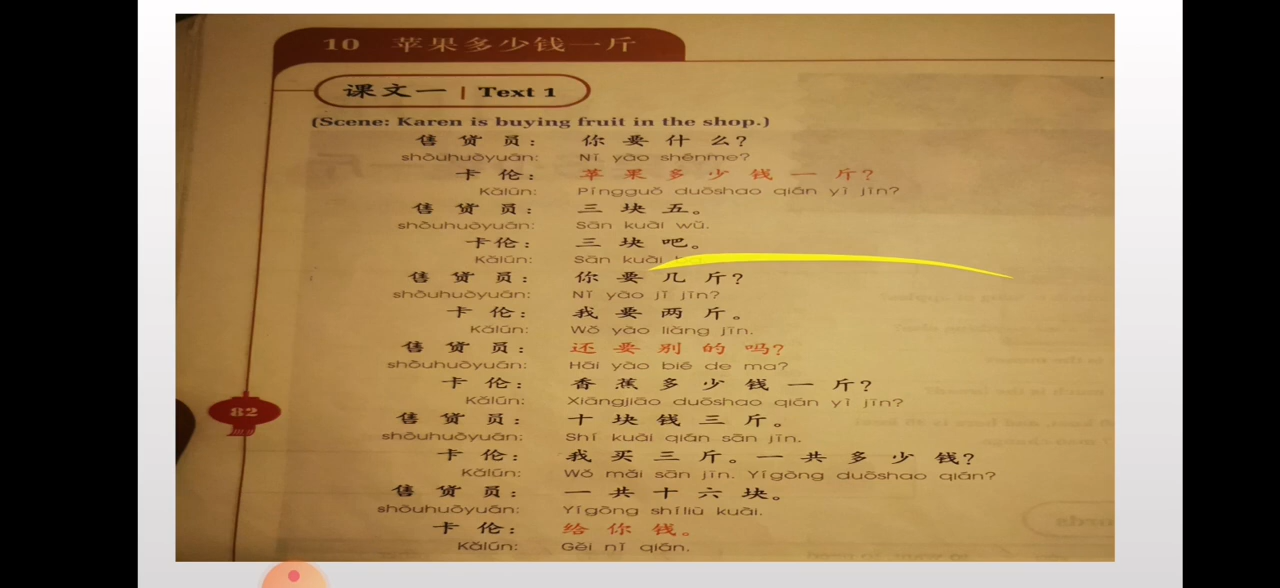 10 苹果多少钱一斤
课文一 | Text 1
(Scene: Karen is buying fruit in the shop.)
售货员: 你要什么?
shòuhuòyuán: Nǐ yào shénme?
卡伦: 苹果多少钱一斤?
Kǎlún: Píngguǒ duōshao qián yì jīn?
售货员: 三块五。
shòuhuòyuán: Sān kuài wǔ.
卡伦: 三块吧。
Kǎlún: Sān kuài
售货员: 你要几斤?
shòuhuòyuán: Nǐ yào jǐ jīn?
卡伦: 我要两斤。
Kǎlún: Wǒ yào liǎng jīn.
售货员: 还要别的吗?
shòuhuòyuán: Hái yào bié de ma?
卡伦: 香蕉多少钱一斤?
Kǎlún: Xiāngjiāo duōshao qián yì jīn?
售货员: 十块钱三斤。
shòuhuòyuán: Shí kuài qián sān jīn.
82
卡伦: 我买三斤。一共多少钱?
Kǎlún: Wǒ mǎi sān jīn. Yígòng duōshao qián?
售货员: 一共十六块。
shòuhuòyuán: Yígòng shíliù kuài.
卡伦: 给你钱。
Kǎlún: Gěi nǐ qián.